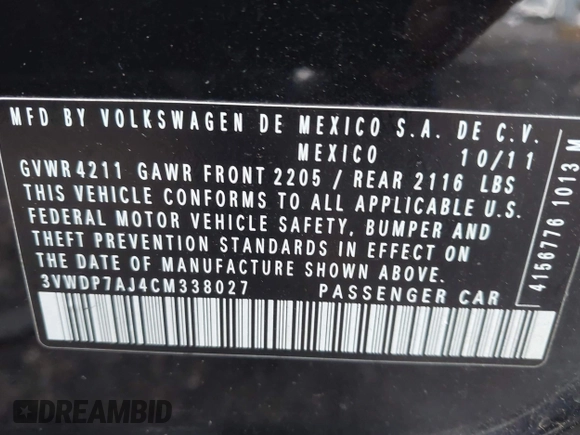 MFD BY VOLKSWAGEN DE MEXICO S.A. DE C.V.
MEXICO 10/11
GVWR 4211 GAWR FRONT 2205 / REAR 2116 LBS
THIS VEHICLE CONFORMS TO ALL APPLICABLE U.S.
FEDERAL MOTOR VEHICLE SAFETY, BUMPER AND
THEFT PREVENTION STANDARDS IN EFFECT ON
THE DATE OF MANUFACTURE SHOWN ABOVE.
3VWDP7AJ4CM338027 PASSENGER CAR
4156776 1013 M
DREAMBID